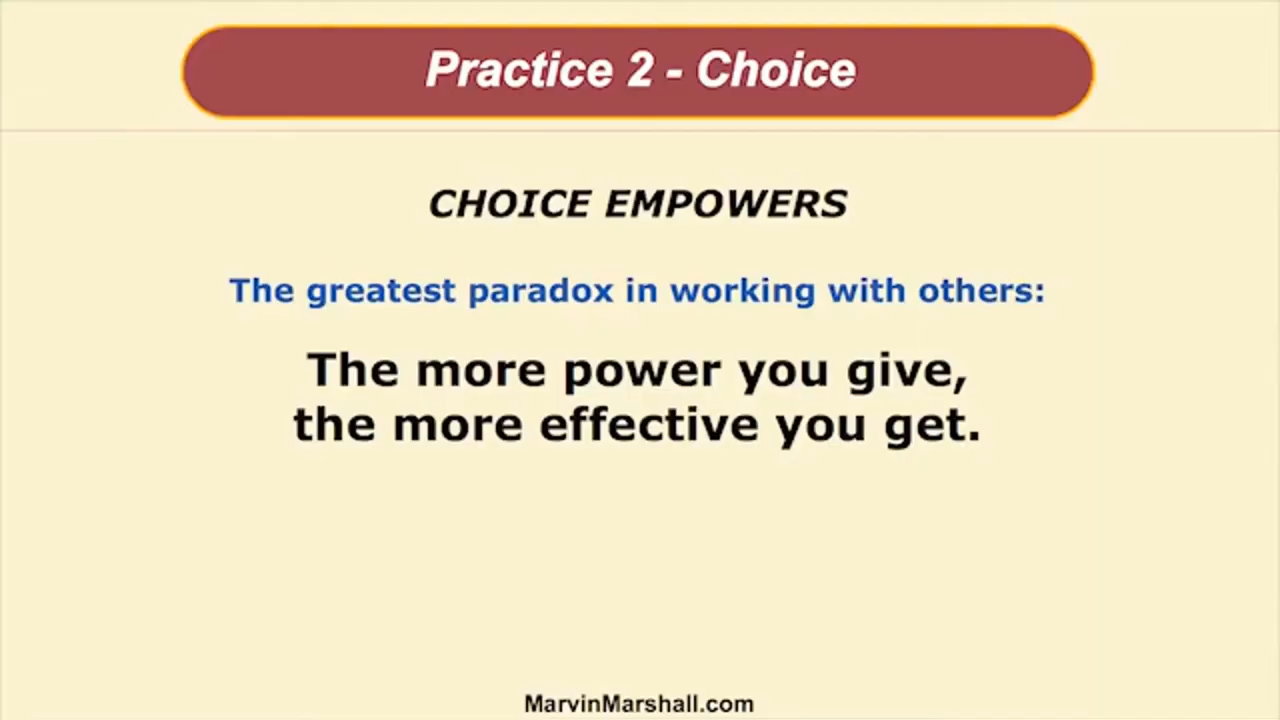 Practice 2 - Choice
CHOICE EMPOWERS
The greatest paradox in working with others:
The more power you give,
the more effective you get.
MarvinMarshall.com